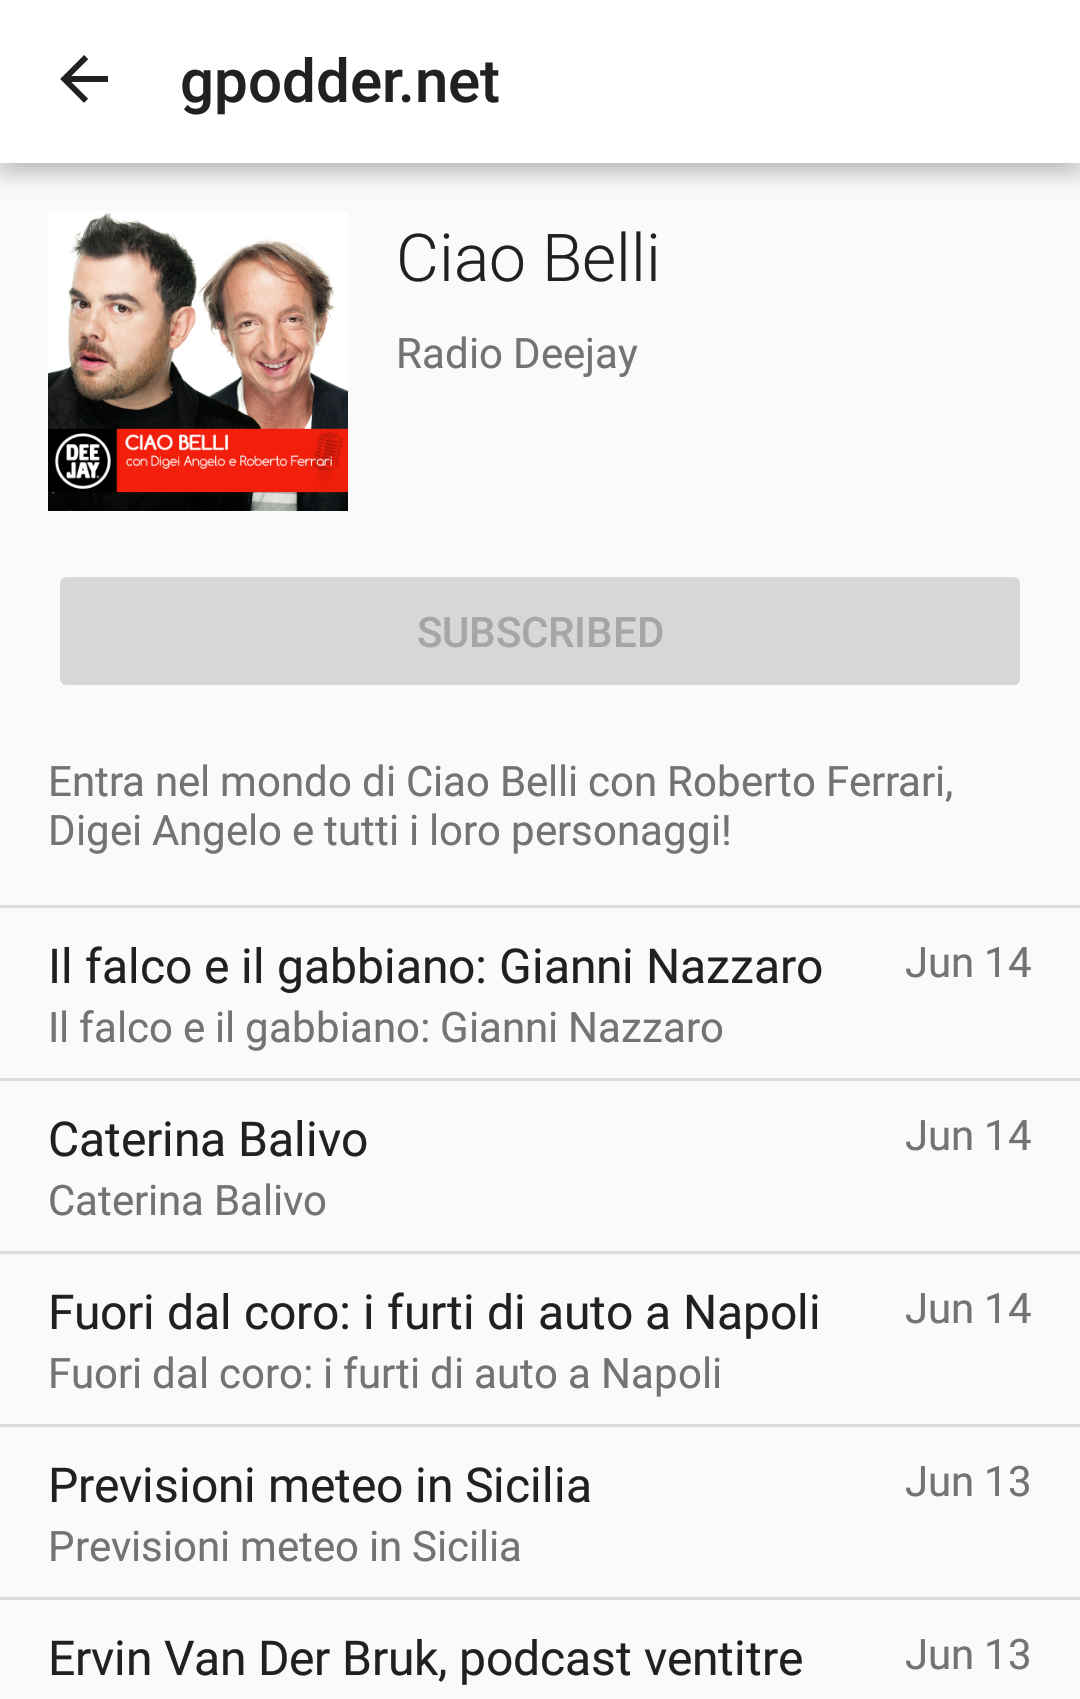 gpodder.net
Ciao Belli
Radio Deejay
DEE
JAY
CIAO BELLI
con Digei Angelo e Roberto Ferrari
SUBSCRIBED
Entra nel mondo di Ciao Belli con Roberto Ferrari,
Digei Angelo e tutti i loro personaggi!
Il falco e il gabbiano: Gianni Nazzaro Jun 14
Il falco e il gabbiano: Gianni Nazzaro
Caterina Balivo Jun 14
Caterina Balivo
Fuori dal coro: i furti di auto a Napoli Jun 14
Fuori dal coro: i furti di auto a Napoli
Previsioni meteo in Sicilia Jun 13
Previsioni meteo in Sicilia
Ervin Van Der Bruk, podcast ventitre Jun 13